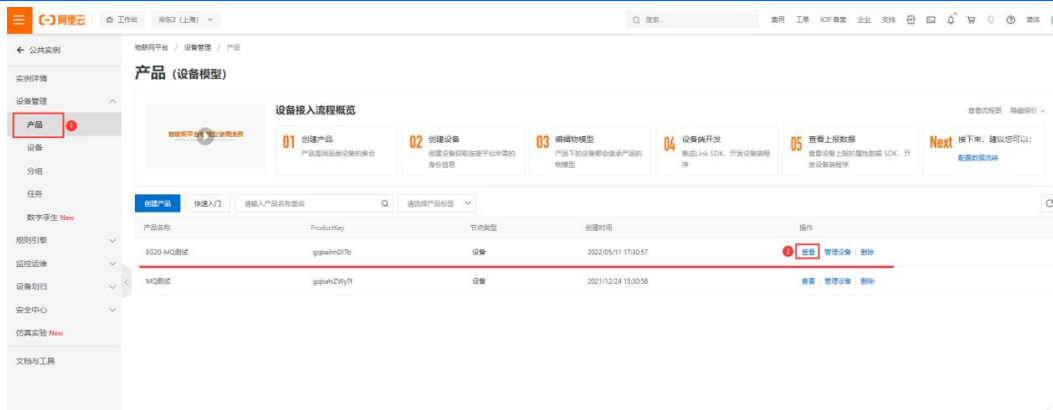 阿里云 工作台 华东2（上海） 搜索... 费用 工单 ICP备案 企业 支持 简体
公共实例
实例详情
设备管理
产品 1
设备
分组
任务
数字孪生 New
规则引擎
监控运维
设备划归
安全中心
仿真实验 New
文档与工具
物联网平台 / 设备管理 / 产品
产品（设备模型）
设备接入流程概览 查看流程图 隐藏指引
01 创建产品
产品是同品类设备的集合
02 创建设备
创建设备获取连接平台所需的
身份信息
03 编辑物模型
产品下的设备都会继承产品的
物模型
04 设备端开发
集成Link SDK，开发设备端程
序
05 查看上报数据
查看设备上报的属性数据 SDK，开
发设备端程序
Next 接下来，建议您可以：
配置数据流转
创建产品 快速入门 请输入产品名称查询 请选择产品标签
产品名称 ProductKey 节点类型 创建时间 操作
EG20-MQ测试 设备 2022/05/11 17:30:57 2 查看 管理设备 删除
MQ测试 设备 2021/12/24 15:30:58 查看 管理设备 删除